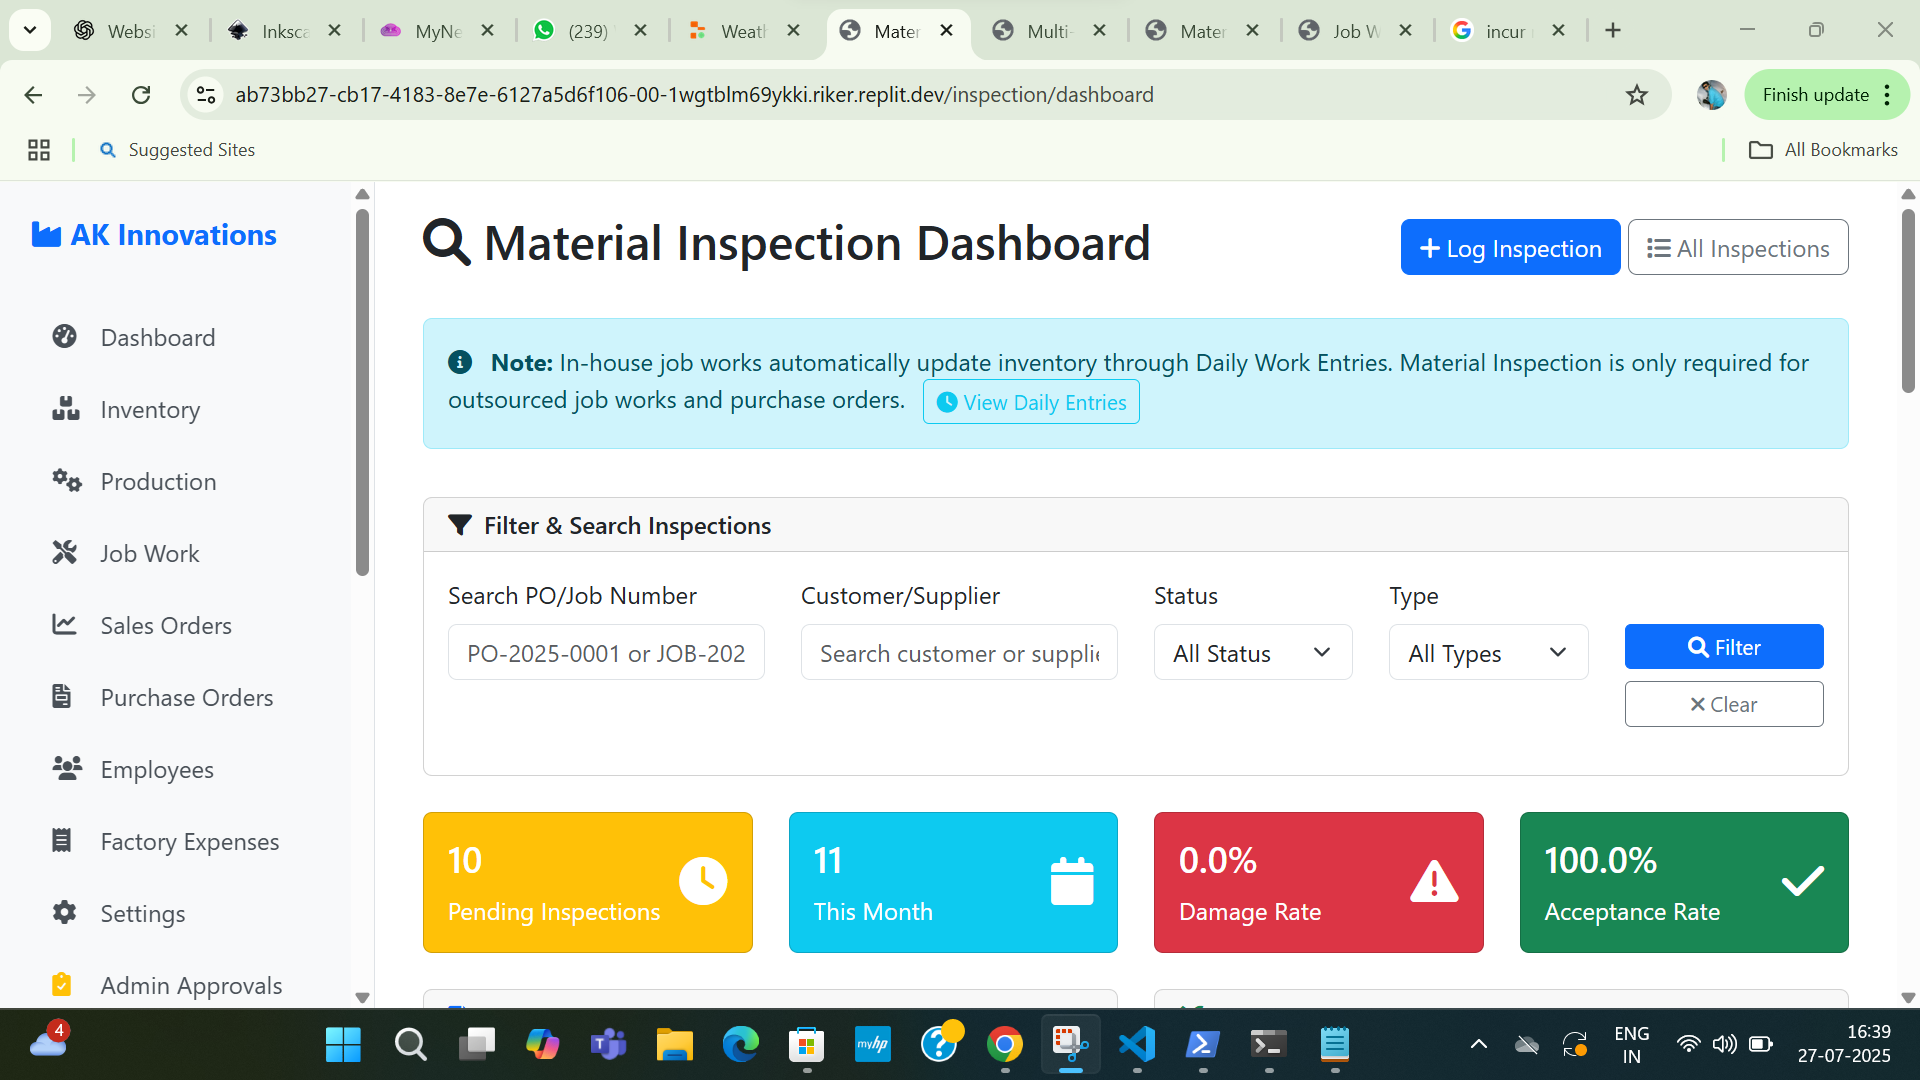 Websi
Inksca
MyNe
(239)
Weath
Mater
Multi-
Mater
Job W
incur
ab73bb27-cb17-4183-8e7e-6127a5d6f106-00-1wgtblm69ykki.riker.replit.dev/inspection/dashboard
Finish update
Suggested Sites
All Bookmarks
AK Innovations
Dashboard
Inventory
Production
Job Work
Sales Orders
Purchase Orders
Employees
Factory Expenses
Settings
Admin Approvals
Material Inspection Dashboard
Log Inspection
All Inspections
Note: In-house job works automatically update inventory through Daily Work Entries. Material Inspection is only required for
outsourced job works and purchase orders.
View Daily Entries
Filter & Search Inspections
Search PO/Job Number
Customer/Supplier
Status
Type
PO-2025-0001 or JOB-202
Search customer or supplie
All Status
All Types
Filter
Clear
10
Pending Inspections
11
This Month
0.0%
Damage Rate
100.0%
Acceptance Rate
4
myhp
ENG
IN
16:39
27-07-2025